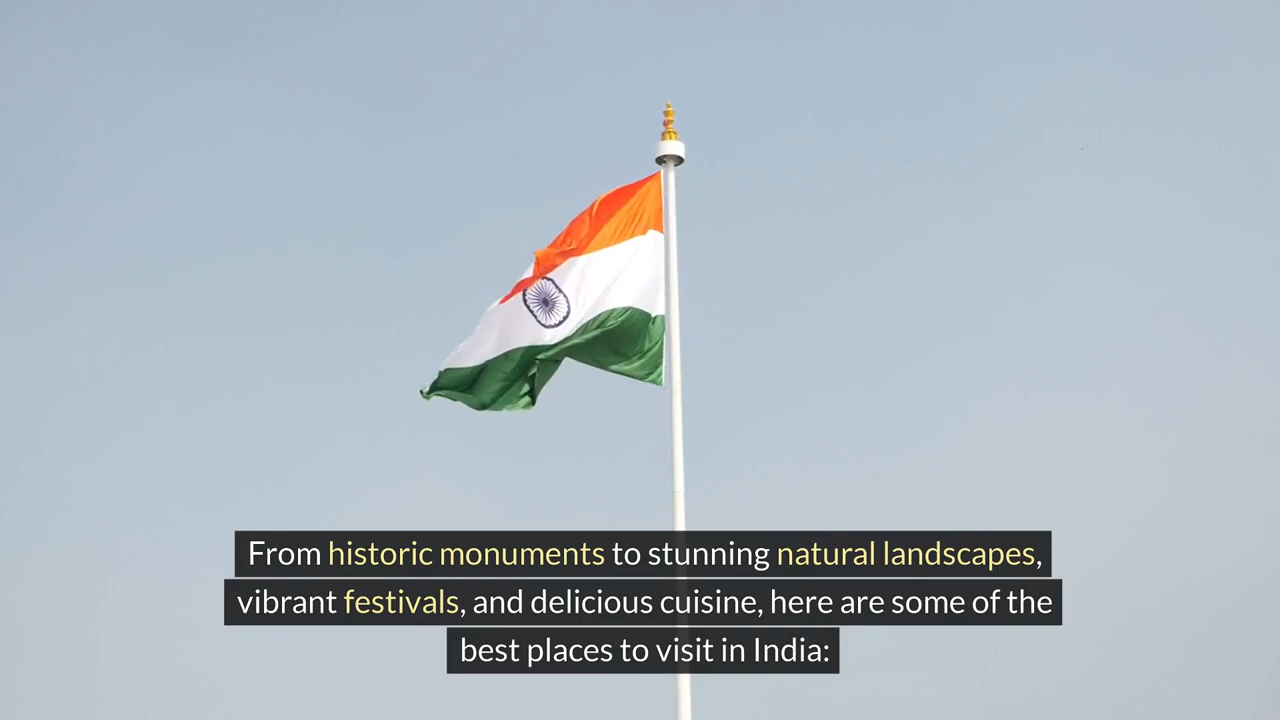 From historic monuments to stunning natural landscapes,
vibrant festivals, and delicious cuisine, here are some of the
best places to visit in India: